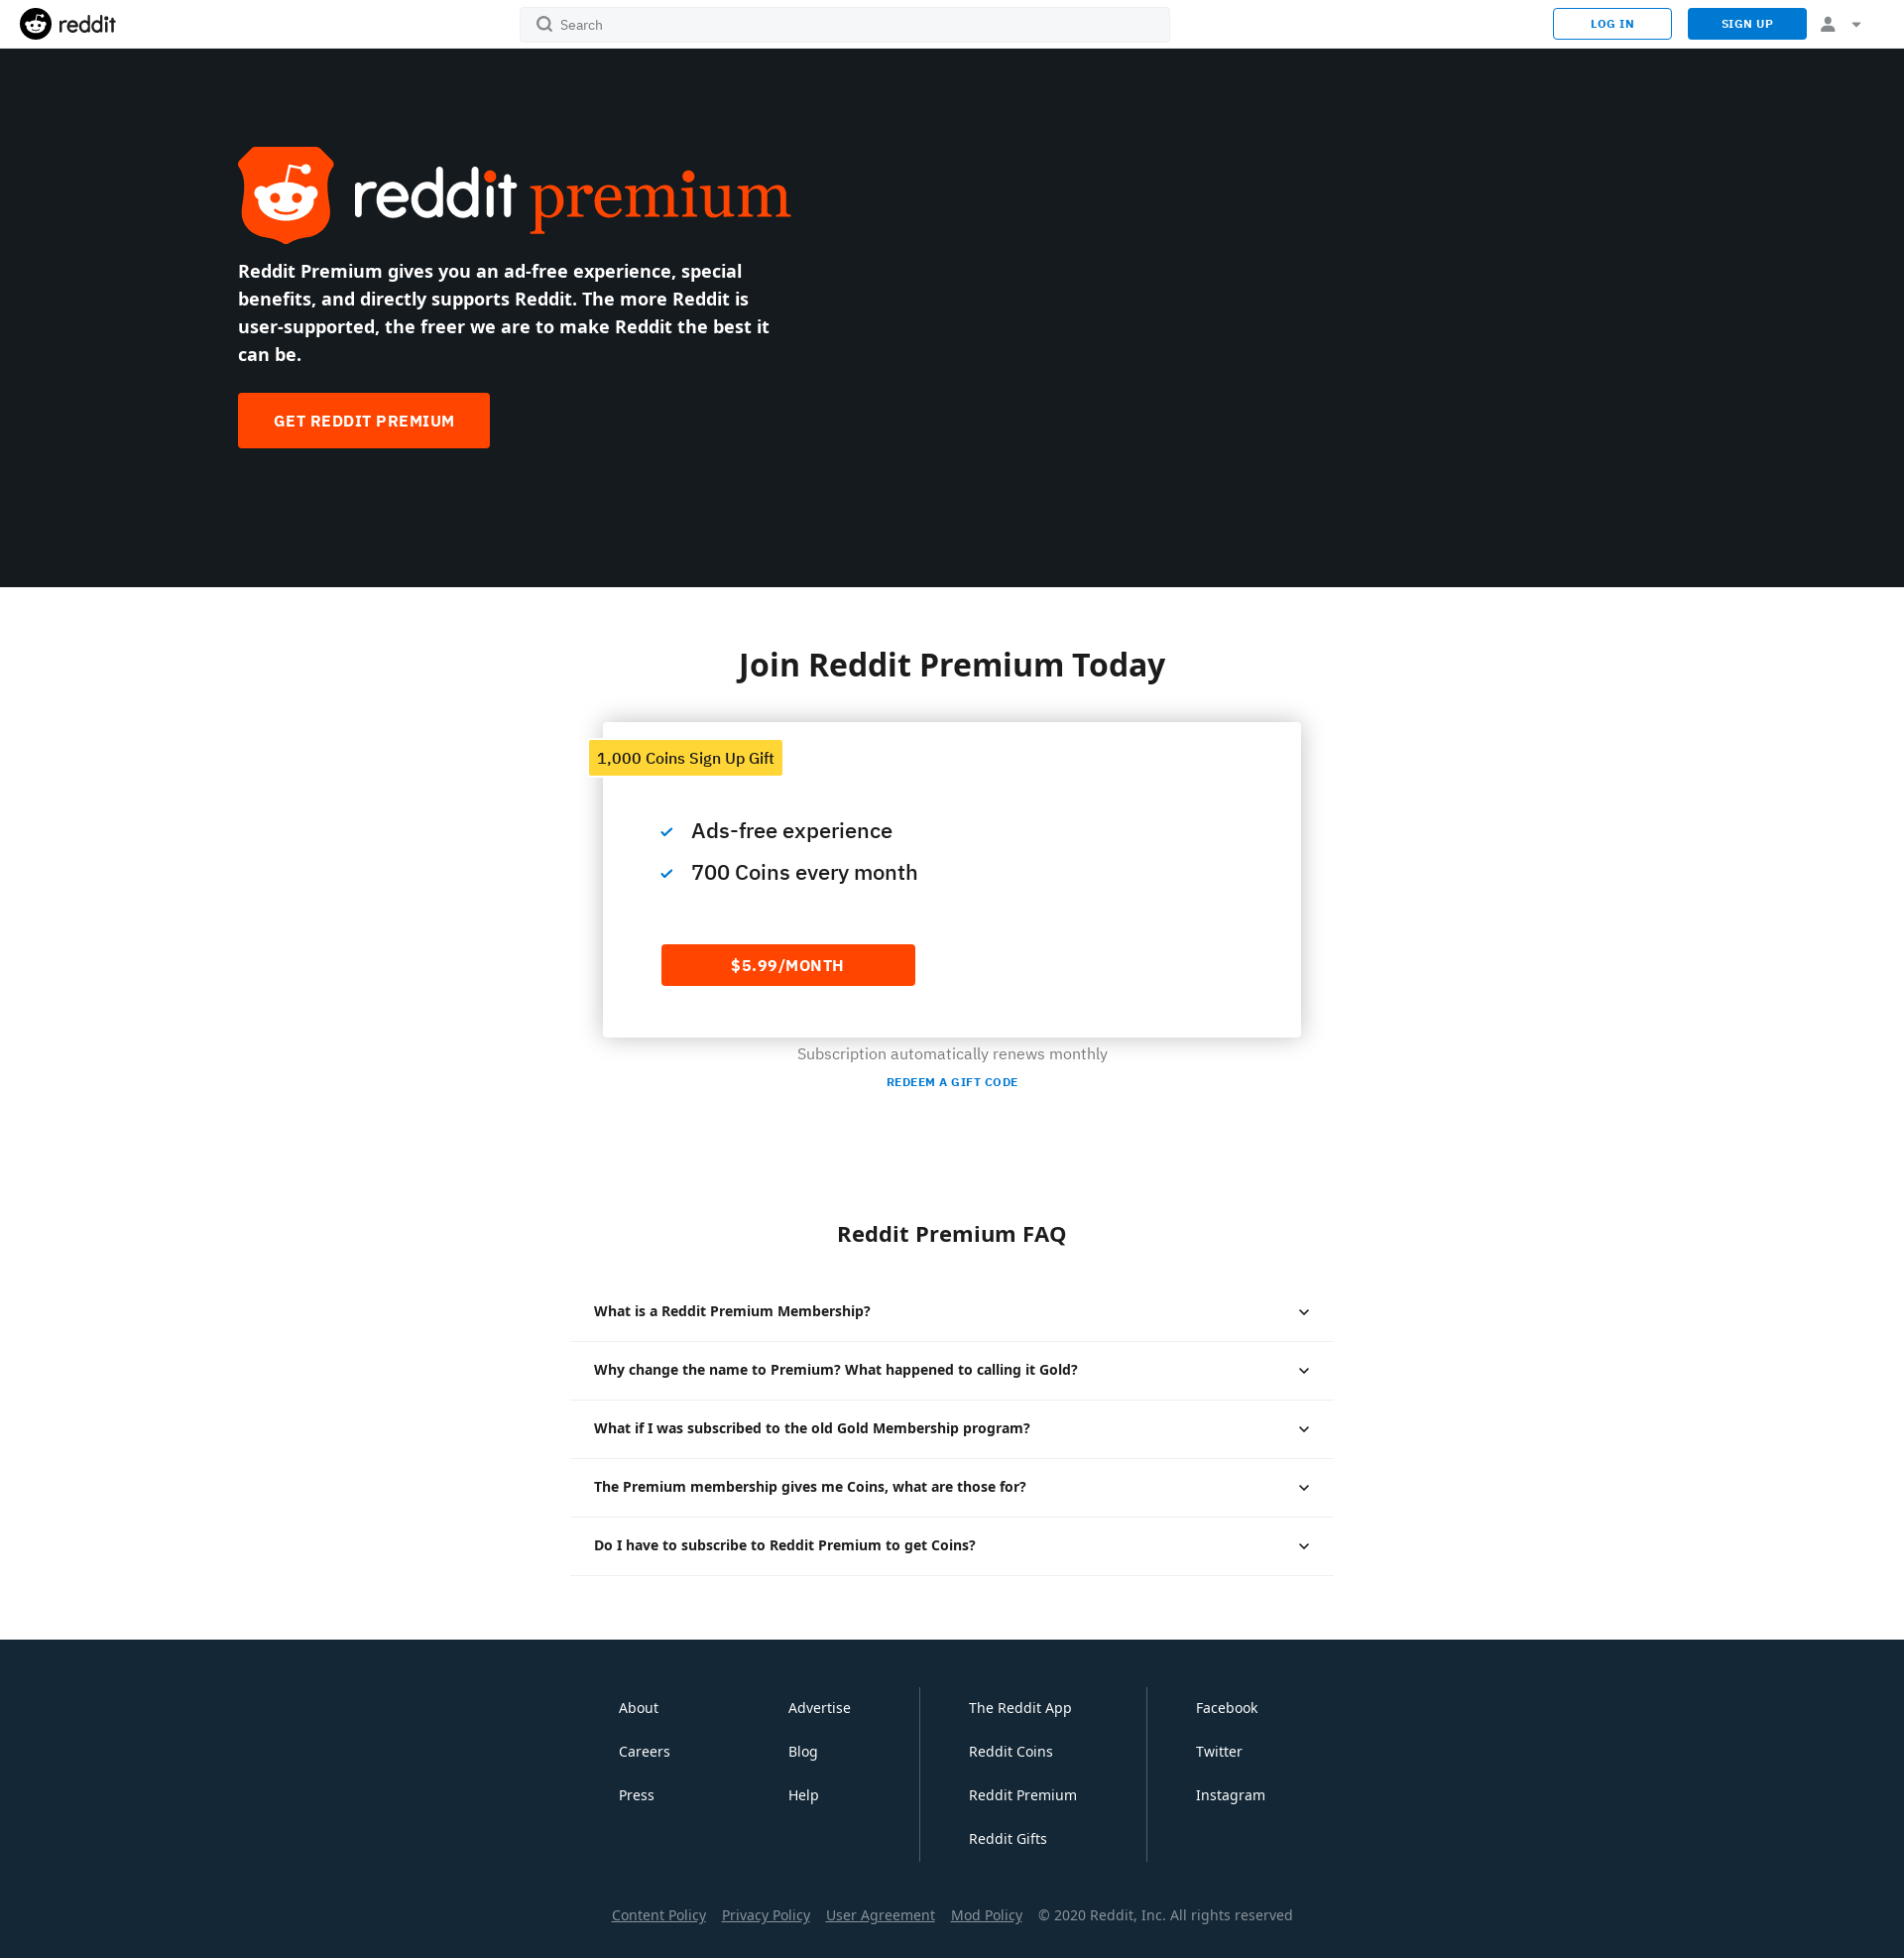 reddit
Search
LOG IN
SIGN UP
reddit premium
Reddit Premium gives you an ad-free experience, special
benefits, and directly supports Reddit. The more Reddit is
user-supported, the freer we are to make Reddit the best it
can be.
GET REDDIT PREMIUM
Join Reddit Premium Today
1,000 Coins Sign Up Gift
Ads-free experience
700 Coins every month
$5.99/MONTH
Subscription automatically renews monthly
REDEEM A GIFT CODE
Reddit Premium FAQ
What is a Reddit Premium Membership?
Why change the name to Premium? What happened to calling it Gold?
What if I was subscribed to the old Gold Membership program?
The Premium membership gives me Coins, what are those for?
Do I have to subscribe to Reddit Premium to get Coins?
About
Careers
Press
Advertise
Blog
Help
The Reddit App
Reddit Coins
Reddit Premium
Reddit Gifts
Facebook
Twitter
Instagram
Content Policy Privacy Policy User Agreement Mod Policy © 2020 Reddit, Inc. All rights reserved